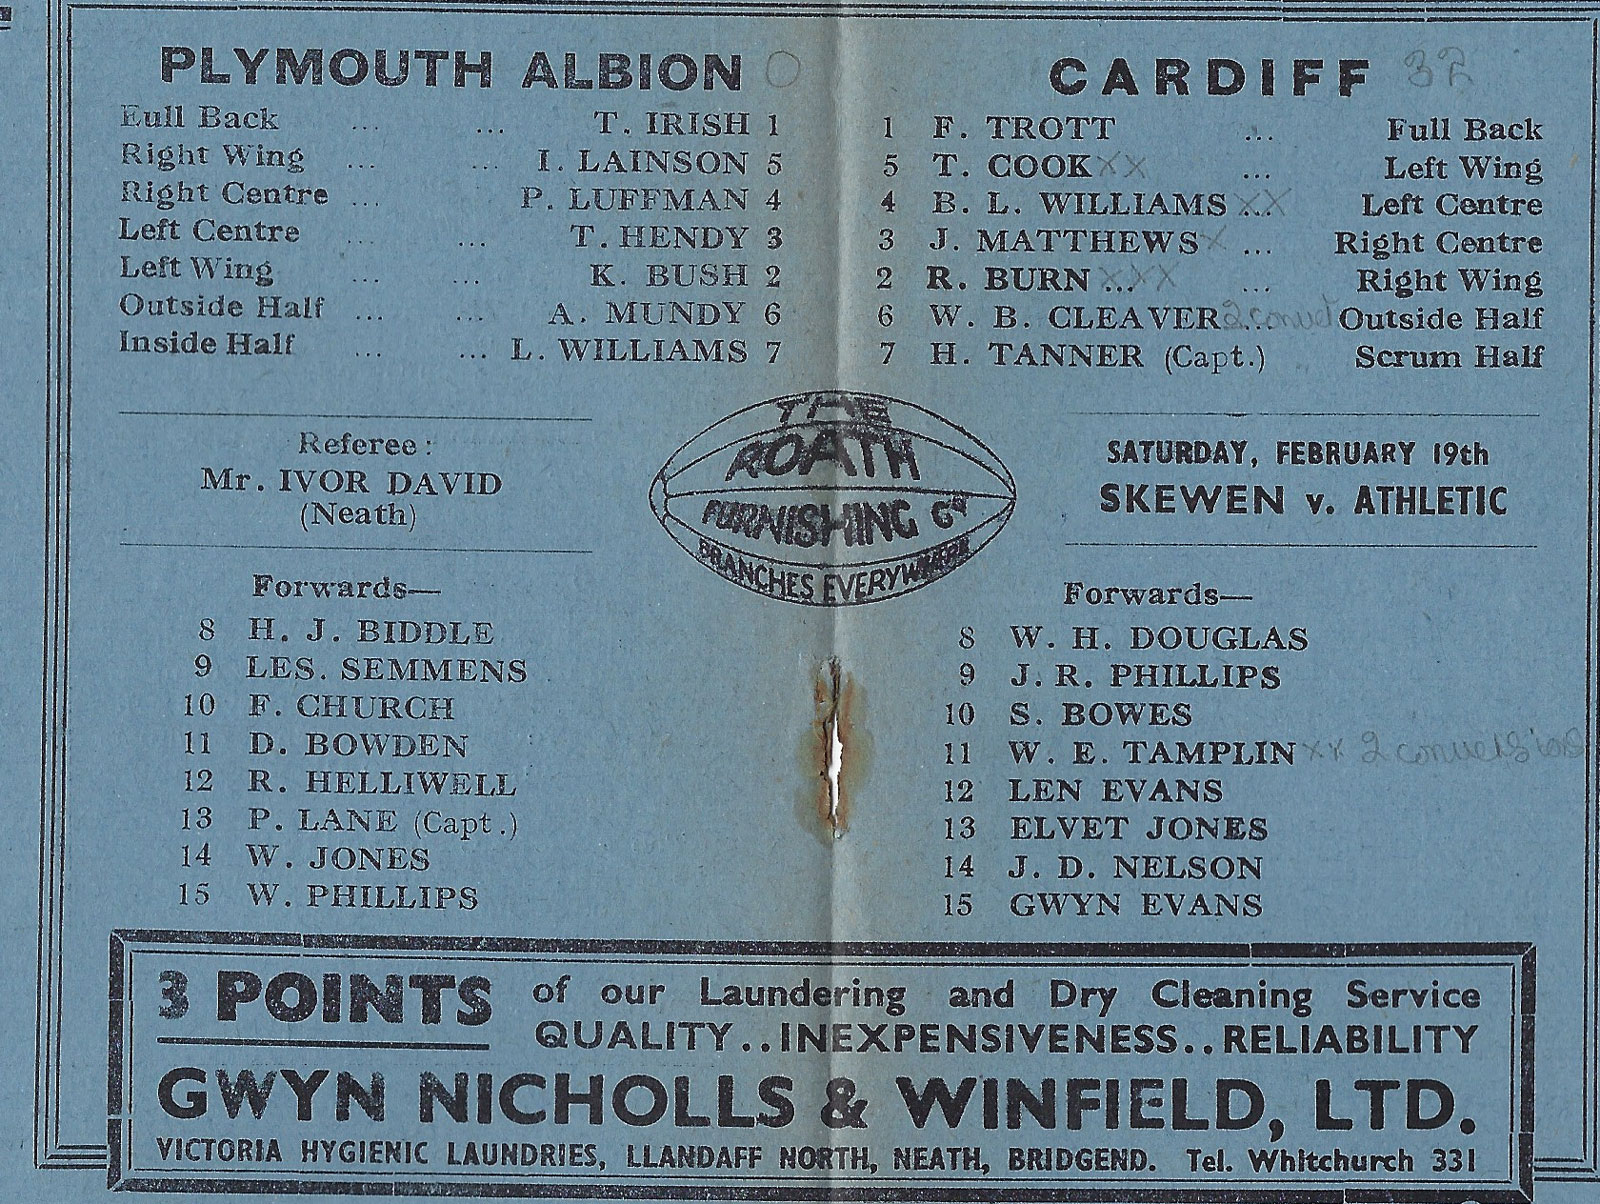 PLYMOUTH ALBION 0
Full Back ... ... T. IRISH 1
Right Wing ... ... I. LAINSON 5
Right Centre ... P. LUFFMAN 4
Left Centre ... ... T. HENDY 3
Left Wing ... ... K. BUSH 2
Outside Half ... ... A. MUNDY 6
Inside Half ... ... L. WILLIAMS 7
CARDIFF 32
1 F. TROTT ... Full Back
5 T. COOK xx ... Left Wing
4 B. L. WILLIAMS xx ... Left Centre
3 J. MATTHEWS x ... Right Centre
2 R. BURN ... xxx ... Right Wing
6 W. B. CLEAVER 2 convert ... Outside Half
7 H. TANNER (Capt.) Scrum Half
Referee:
Mr. IVOR DAVID
(Neath)
THE
ROATH
FURNISHING Co
BRANCHES EVERYWHERE
SATURDAY, FEBRUARY 19th
SKEWEN v. ATHLETIC
Forwards—
8 H. J. BIDDLE
9 LES. SEMMENS
10 F. CHURCH
11 D. BOWDEN
12 R. HELLIWELL
13 P. LANE (Capt.)
14 W. JONES
15 W. PHILLIPS
Forwards—
8 W. H. DOUGLAS
9 J. R. PHILLIPS
10 S. BOWES
11 W. E. TAMPLIN xx 2 conversions
12 LEN EVANS
13 ELVET JONES
14 J. D. NELSON
15 GWYN EVANS
3 POINTS of our Laundering and Dry Cleaning Service
QUALITY..INEXPENSIVENESS..RELIABILITY
GWYN NICHOLLS & WINFIELD, LTD.
VICTORIA HYGIENIC LAUNDRIES, LLANDAFF NORTH, NEATH, BRIDGEND. Tel. Whitchurch 331